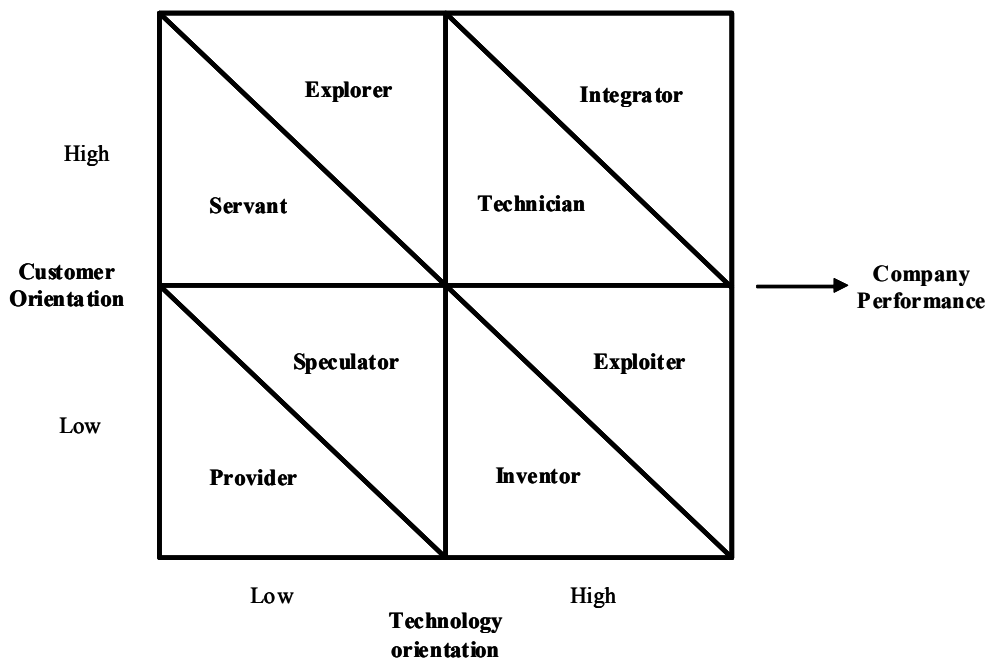 Explorer
Integrator
High
Servant
Technician
Customer
Orientation
Company
Performance
Speculator
Exploiter
Low
Provider
Inventor
Low
High
Technology
orientation